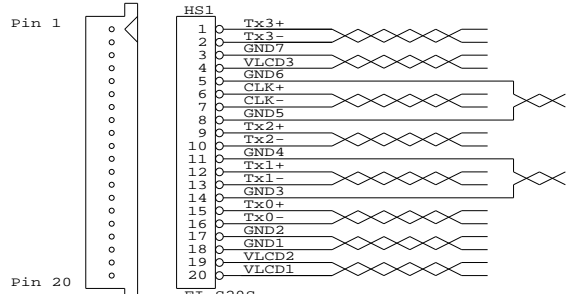 Pin 1
HS1
1 Tx3+
2 Tx3-
3 GND7
4 VLCD3
5 GND6
6 CLK+
7 CLK-
8 GND5
9 Tx2+
10 Tx2-
11 GND4
12 Tx1+
13 Tx1-
14 GND3
15 Tx0+
16 Tx0-
17 GND2
18 GND1
19 VLCD2
20 VLCD1
Pin 20